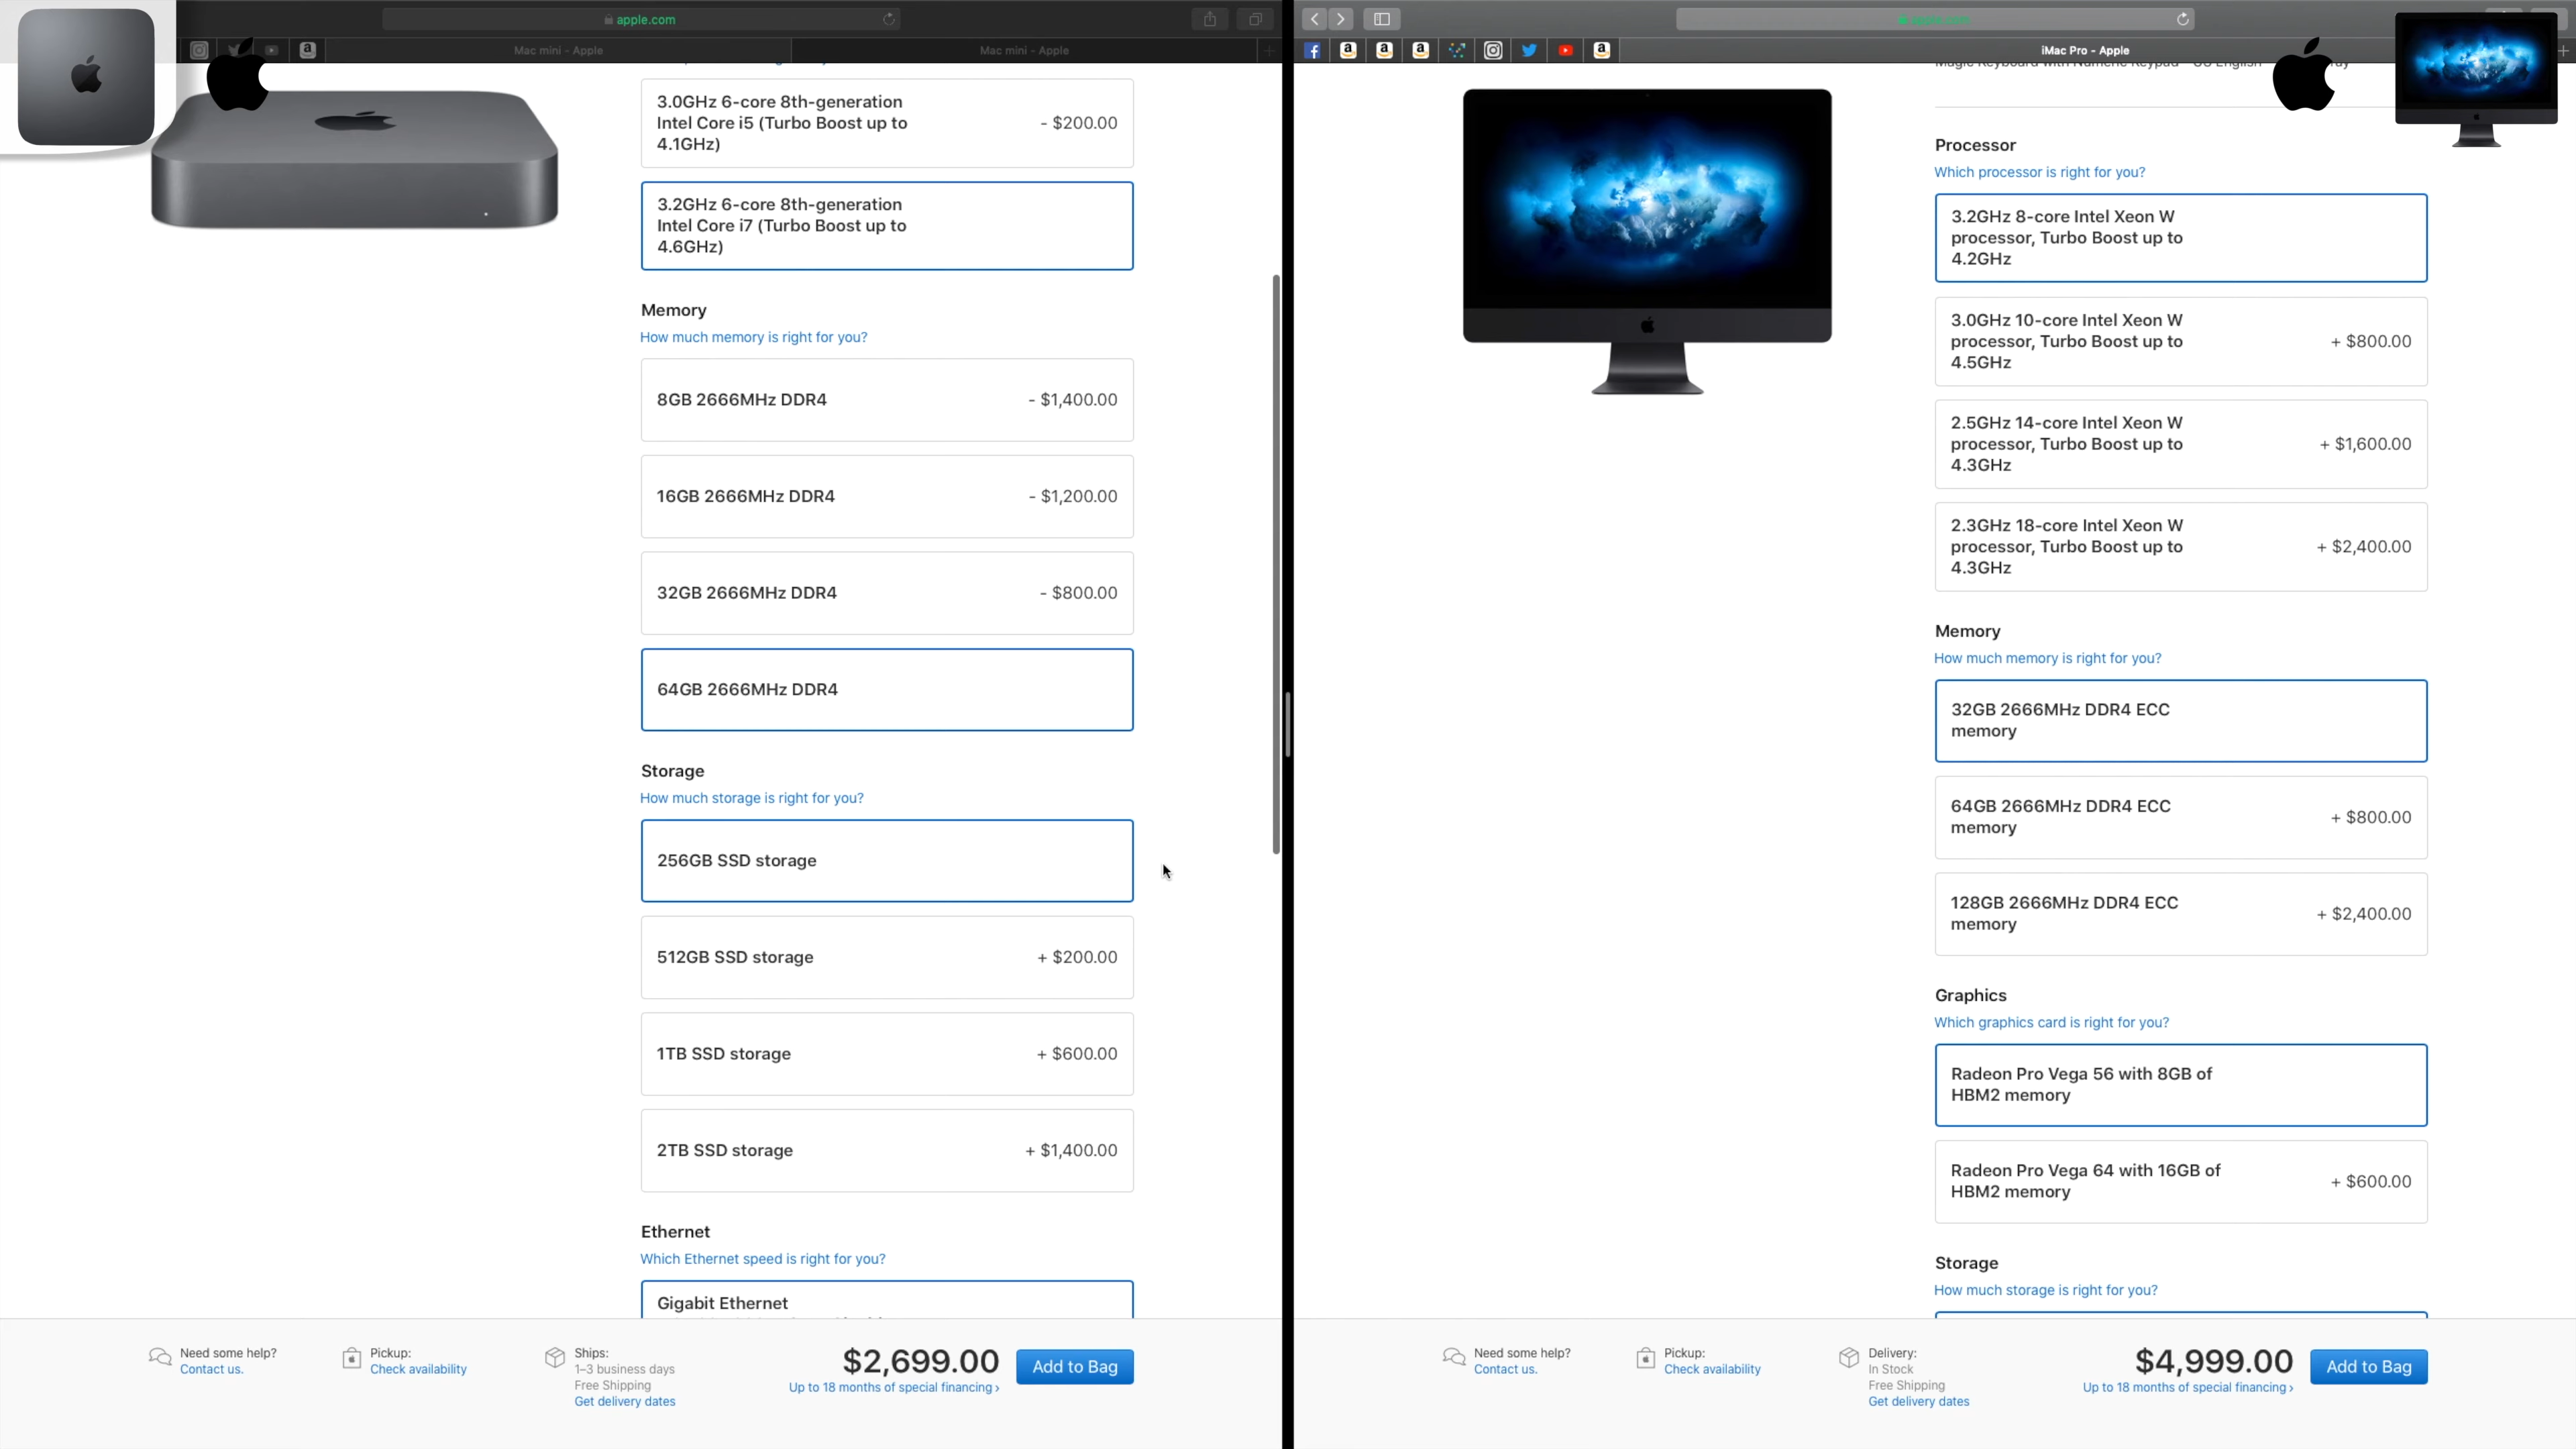 apple.com
Mac mini - Apple
Mac mini - Apple
3.0GHz 6-core 8th-generation
Intel Core i5 (Turbo Boost up to
4.1GHz)
- $200.00
3.2GHz 6-core 8th-generation
Intel Core i7 (Turbo Boost up to
4.6GHz)
Memory
How much memory is right for you?
8GB 2666MHz DDR4
- $1,400.00
16GB 2666MHz DDR4
- $1,200.00
32GB 2666MHz DDR4
- $800.00
64GB 2666MHz DDR4
Storage
How much storage is right for you?
256GB SSD storage
512GB SSD storage
+ $200.00
1TB SSD storage
+ $600.00
2TB SSD storage
+ $1,400.00
Ethernet
Which Ethernet speed is right for you?
Gigabit Ethernet
Need some help?
Contact us.
Pickup:
Check availability
Ships:
1–3 business days
Free Shipping
Get delivery dates
$2,699.00
Up to 18 months of special financing ›
Add to Bag
apple.com
iMac Pro - Apple
Magic Keyboard with Numeric Keypad - US English
Processor
Which processor is right for you?
3.2GHz 8-core Intel Xeon W
processor, Turbo Boost up to
4.2GHz
3.0GHz 10-core Intel Xeon W
processor, Turbo Boost up to
4.5GHz
+ $800.00
2.5GHz 14-core Intel Xeon W
processor, Turbo Boost up to
4.3GHz
+ $1,600.00
2.3GHz 18-core Intel Xeon W
processor, Turbo Boost up to
4.3GHz
+ $2,400.00
Memory
How much memory is right for you?
32GB 2666MHz DDR4 ECC
memory
64GB 2666MHz DDR4 ECC
memory
+ $800.00
128GB 2666MHz DDR4 ECC
memory
+ $2,400.00
Graphics
Which graphics card is right for you?
Radeon Pro Vega 56 with 8GB of
HBM2 memory
Radeon Pro Vega 64 with 16GB of
HBM2 memory
+ $600.00
Storage
How much storage is right for you?
Need some help?
Contact us.
Pickup:
Check availability
Delivery:
In Stock
Free Shipping
Get delivery dates
$4,999.00
Up to 18 months of special financing ›
Add to Bag